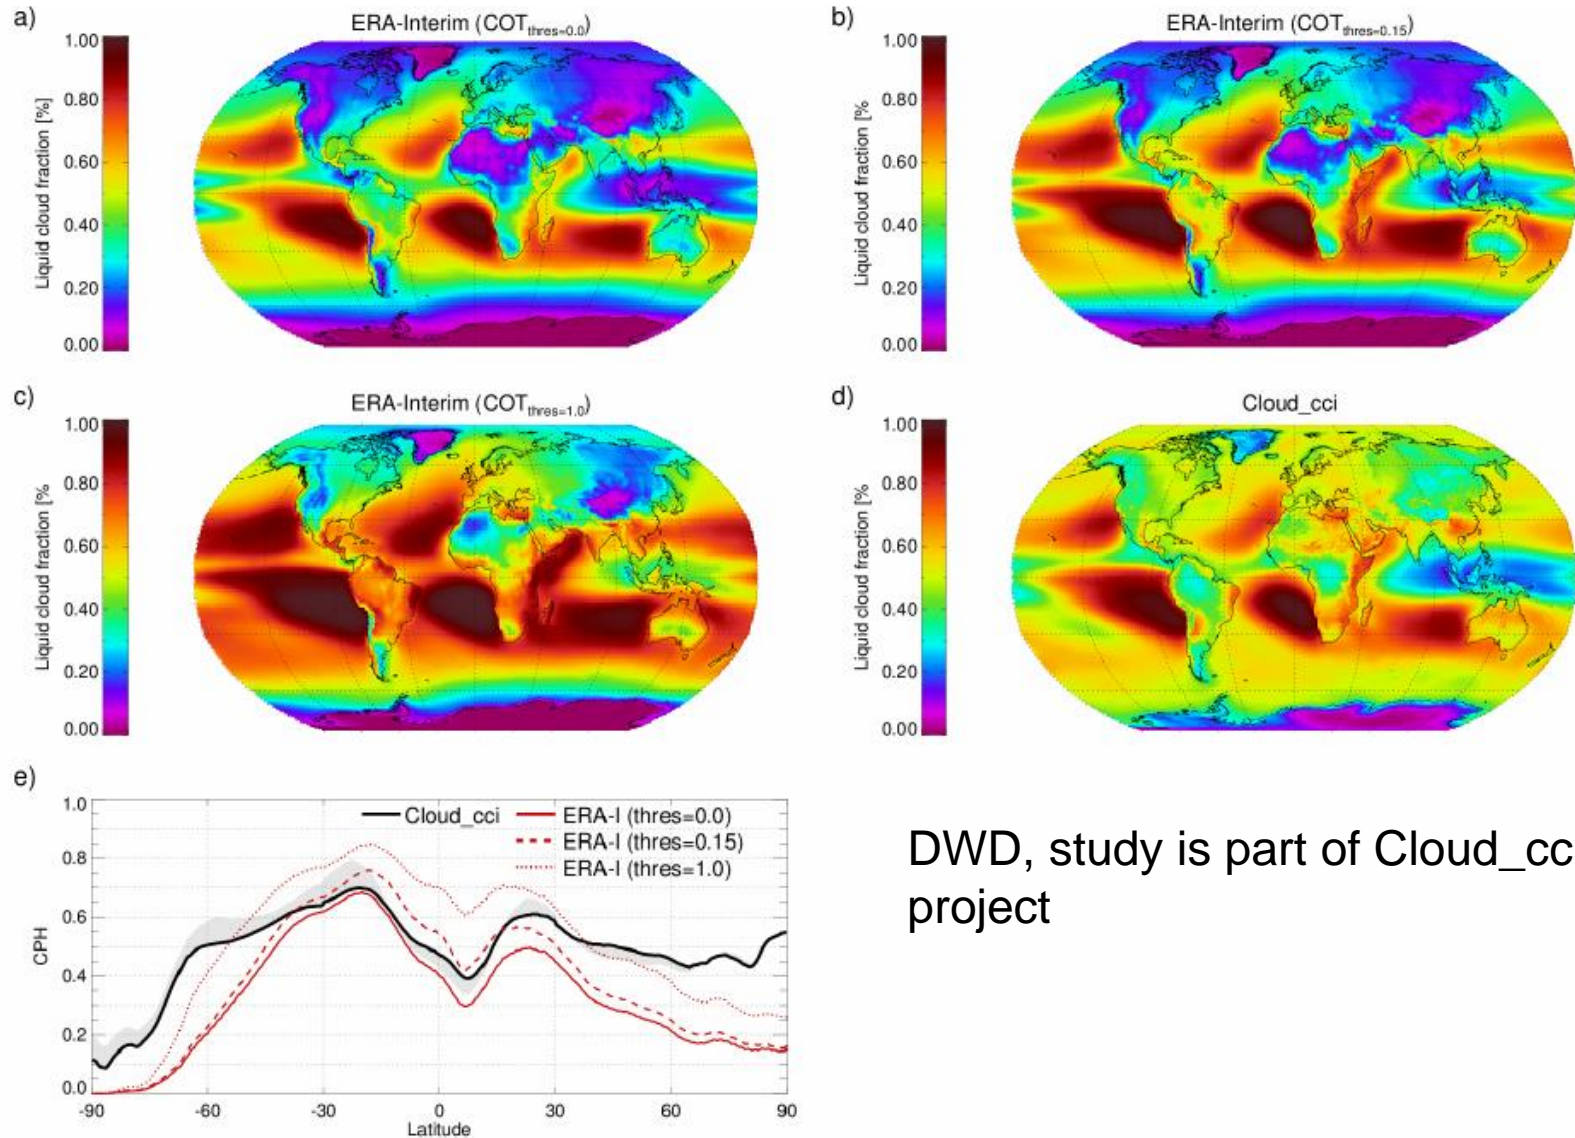 a)
ERA-Interim (COTthres=0.0)
1.00
0.80
0.60
0.40
0.20
0.00
Liquid cloud fraction [%]
b)
ERA-Interim (COTthres=0.15)
1.00
0.80
0.60
0.40
0.20
0.00
Liquid cloud fraction [%
c)
ERA-Interim (COTthres=1.0)
1.00
0.80
0.60
0.40
0.20
0.00
Liquid cloud fraction [%
d)
Cloud_cci
1.00
0.80
0.60
0.40
0.20
0.00
Liquid cloud fraction [%
e)
Cloud_cci
ERA-I (thres=0.0)
ERA-I (thres=0.15)
ERA-I (thres=1.0)
1.0
0.8
0.6
0.4
0.2
0.0
CPH
-90 -60 -30 0 30 60 90
Latitude
DWD, study is part of Cloud_cc
project